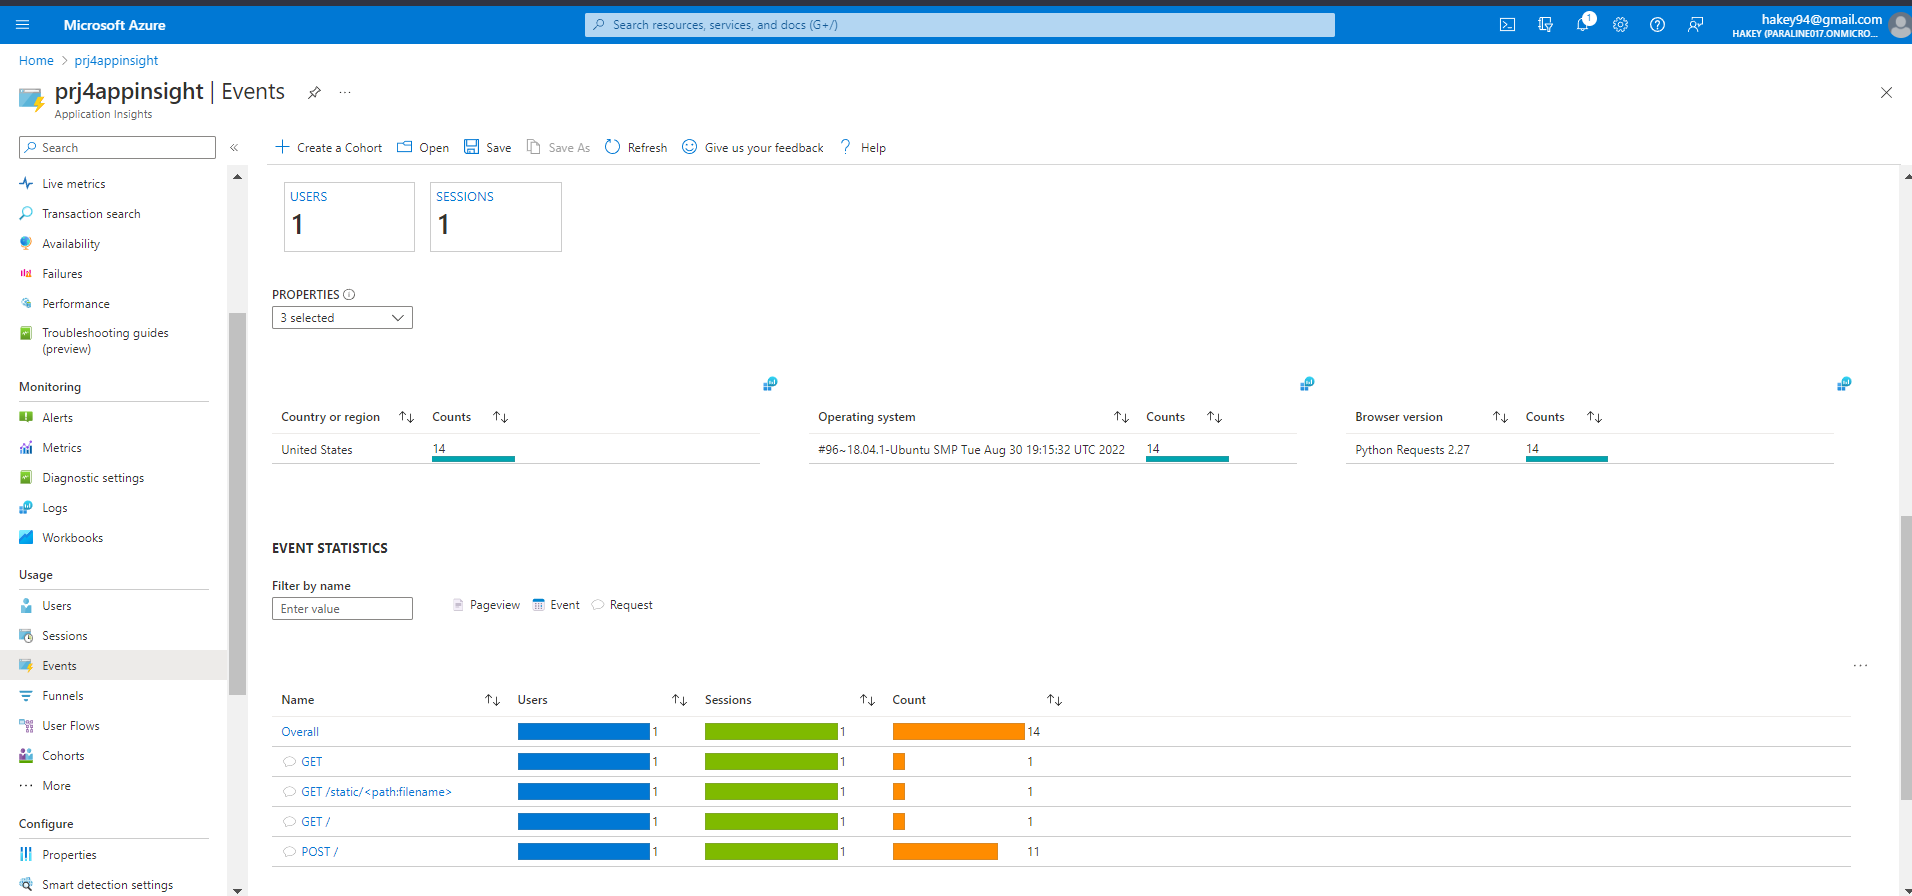 Microsoft Azure
Search resources, services, and docs (G+/)
1
hakey94@gmail.com
HAKEY (PARALINE017.ONMICRO...
Home > prj4appinsight
prj4appinsight | Events
...
Application Insights
Search
«
Create a Cohort
Open
Save
Save As
Refresh
Give us your feedback
Help
Live metrics
Transaction search
Availability
Failures
Performance
Troubleshooting guides
(preview)
Monitoring
Alerts
Metrics
Diagnostic settings
Logs
Workbooks
Usage
Users
Sessions
Events
Funnels
User Flows
Cohorts
More
Configure
Properties
Smart detection settings
USERS
1
SESSIONS
1
PROPERTIES
3 selected
Country or region Counts
United States 14
Operating system Counts
#96~18.04.1-Ubuntu SMP Tue Aug 30 19:15:32 UTC 2022 14
Browser version Counts
Python Requests 2.27 14
EVENT STATISTICS
Filter by name
Enter value
Pageview Event Request
...
Name Users Sessions Count
Overall 1 1 14
GET 1 1 1
GET /static/<path:filename> 1 1 1
GET / 1 1 1
POST / 1 1 11